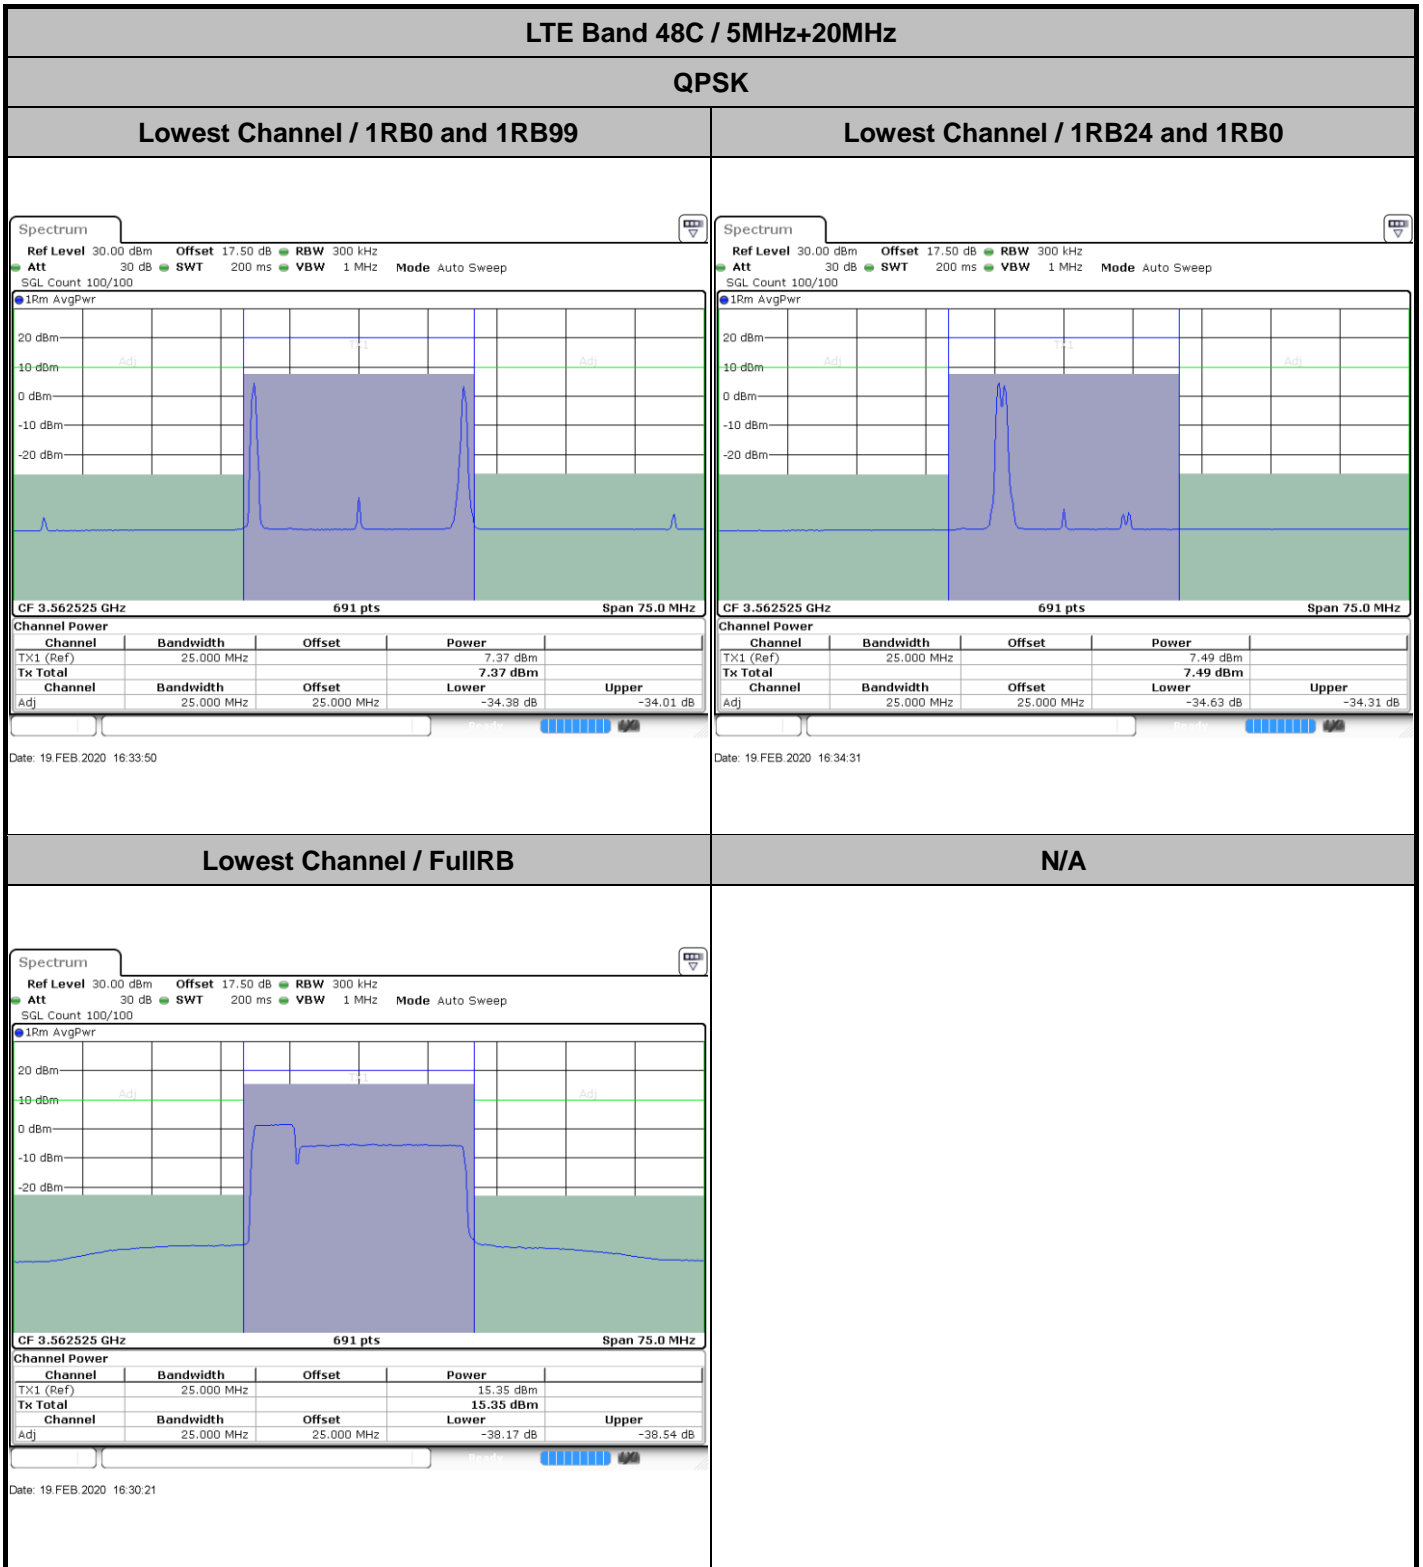 LTE Band 48C / 5MHz+20MHz
QPSK
Lowest Channel / 1RB0 and 1RB99
Lowest Channel / 1RB24 and 1RB0
Spectrum
Ref Level 30.00 dBm Offset 17.50 dB RBW 300 kHz
Att 30 dB SWT 200 ms VBW 1 MHz Mode Auto Sweep
SGL Count 100/100
1Rm AvgPwr
20 dBm
TX1
Adj
Adj
10 dBm
0 dBm
-10 dBm
-20 dBm
CF 3.562525 GHz 691 pts Span 75.0 MHz
Channel Power
Channel Bandwidth Offset Power
TX1 (Ref) 25.000 MHz 7.37 dBm
Tx Total 7.37 dBm
Channel Bandwidth Offset Lower Upper
Adj 25.000 MHz 25.000 MHz -34.38 dB -34.01 dB
Ready
Date: 19.FEB.2020 16:33:50
Spectrum
Ref Level 30.00 dBm Offset 17.50 dB RBW 300 kHz
Att 30 dB SWT 200 ms VBW 1 MHz Mode Auto Sweep
SGL Count 100/100
1Rm AvgPwr
20 dBm
TX1
Adj
Adj
10 dBm
0 dBm
-10 dBm
-20 dBm
CF 3.562525 GHz 691 pts Span 75.0 MHz
Channel Power
Channel Bandwidth Offset Power
TX1 (Ref) 25.000 MHz 7.49 dBm
Tx Total 7.49 dBm
Channel Bandwidth Offset Lower Upper
Adj 25.000 MHz 25.000 MHz -34.63 dB -34.31 dB
Ready
Date: 19.FEB.2020 16:34:31
Lowest Channel / FullRB
N/A
Spectrum
Ref Level 30.00 dBm Offset 17.50 dB RBW 300 kHz
Att 30 dB SWT 200 ms VBW 1 MHz Mode Auto Sweep
SGL Count 100/100
1Rm AvgPwr
20 dBm
TX1
Adj
Adj
10 dBm
0 dBm
-10 dBm
-20 dBm
CF 3.562525 GHz 691 pts Span 75.0 MHz
Channel Power
Channel Bandwidth Offset Power
TX1 (Ref) 25.000 MHz 15.35 dBm
Tx Total 15.35 dBm
Channel Bandwidth Offset Lower Upper
Adj 25.000 MHz 25.000 MHz -38.17 dB -38.54 dB
Ready
Date: 19.FEB.2020 16:30:21